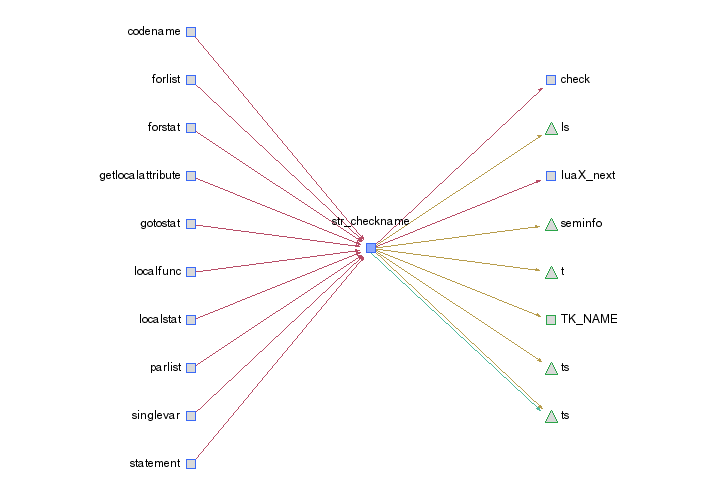 codename
forlist
forstat
getlocalattribute
gotostat
localfunc
localstat
parlist
singlevar
statement
str_checkname
check
ls
luaX_next
seminfo
t
TK_NAME
ts
ts